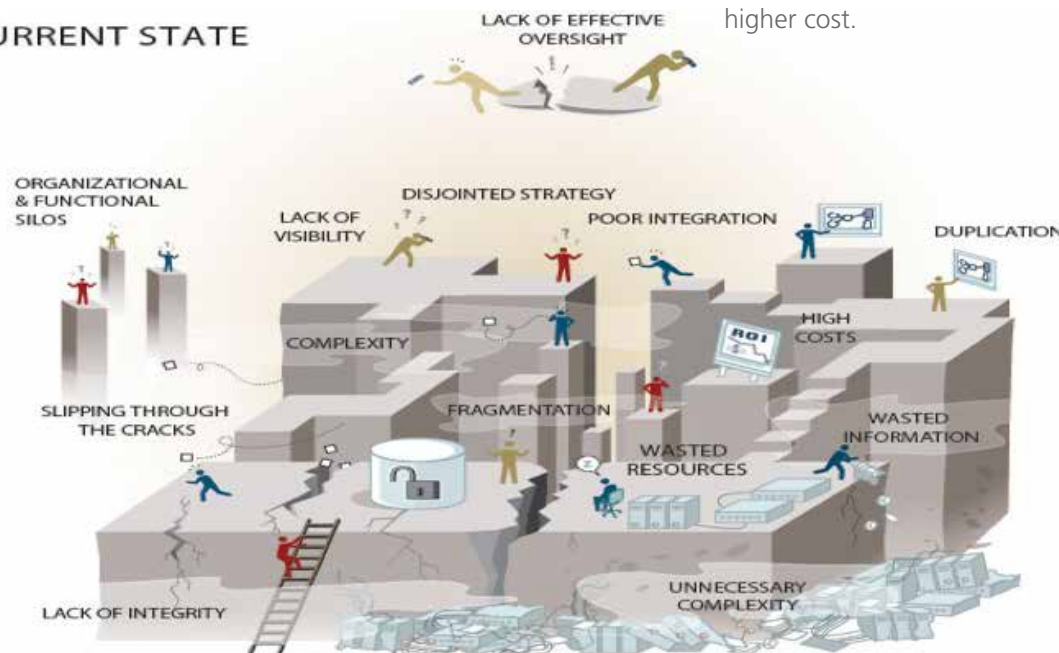 higher cost.
URRENT STATE
LACK OF EFFECTIVE
OVERSIGHT
ORGANIZATIONAL
& FUNCTIONAL
SILOS
LACK OF
VISIBILITY
DISJOINTED STRATEGY
POOR INTEGRATION
DUPLICATION
COMPLEXITY
HIGH
COSTS
ROI
$
SLIPPING THROUGH
THE CRACKS
FRAGMENTATION
WASTED
RESOURCES
WASTED
INFORMATION
Z
LACK OF INTEGRITY
UNNECESSARY
COMPLEXITY